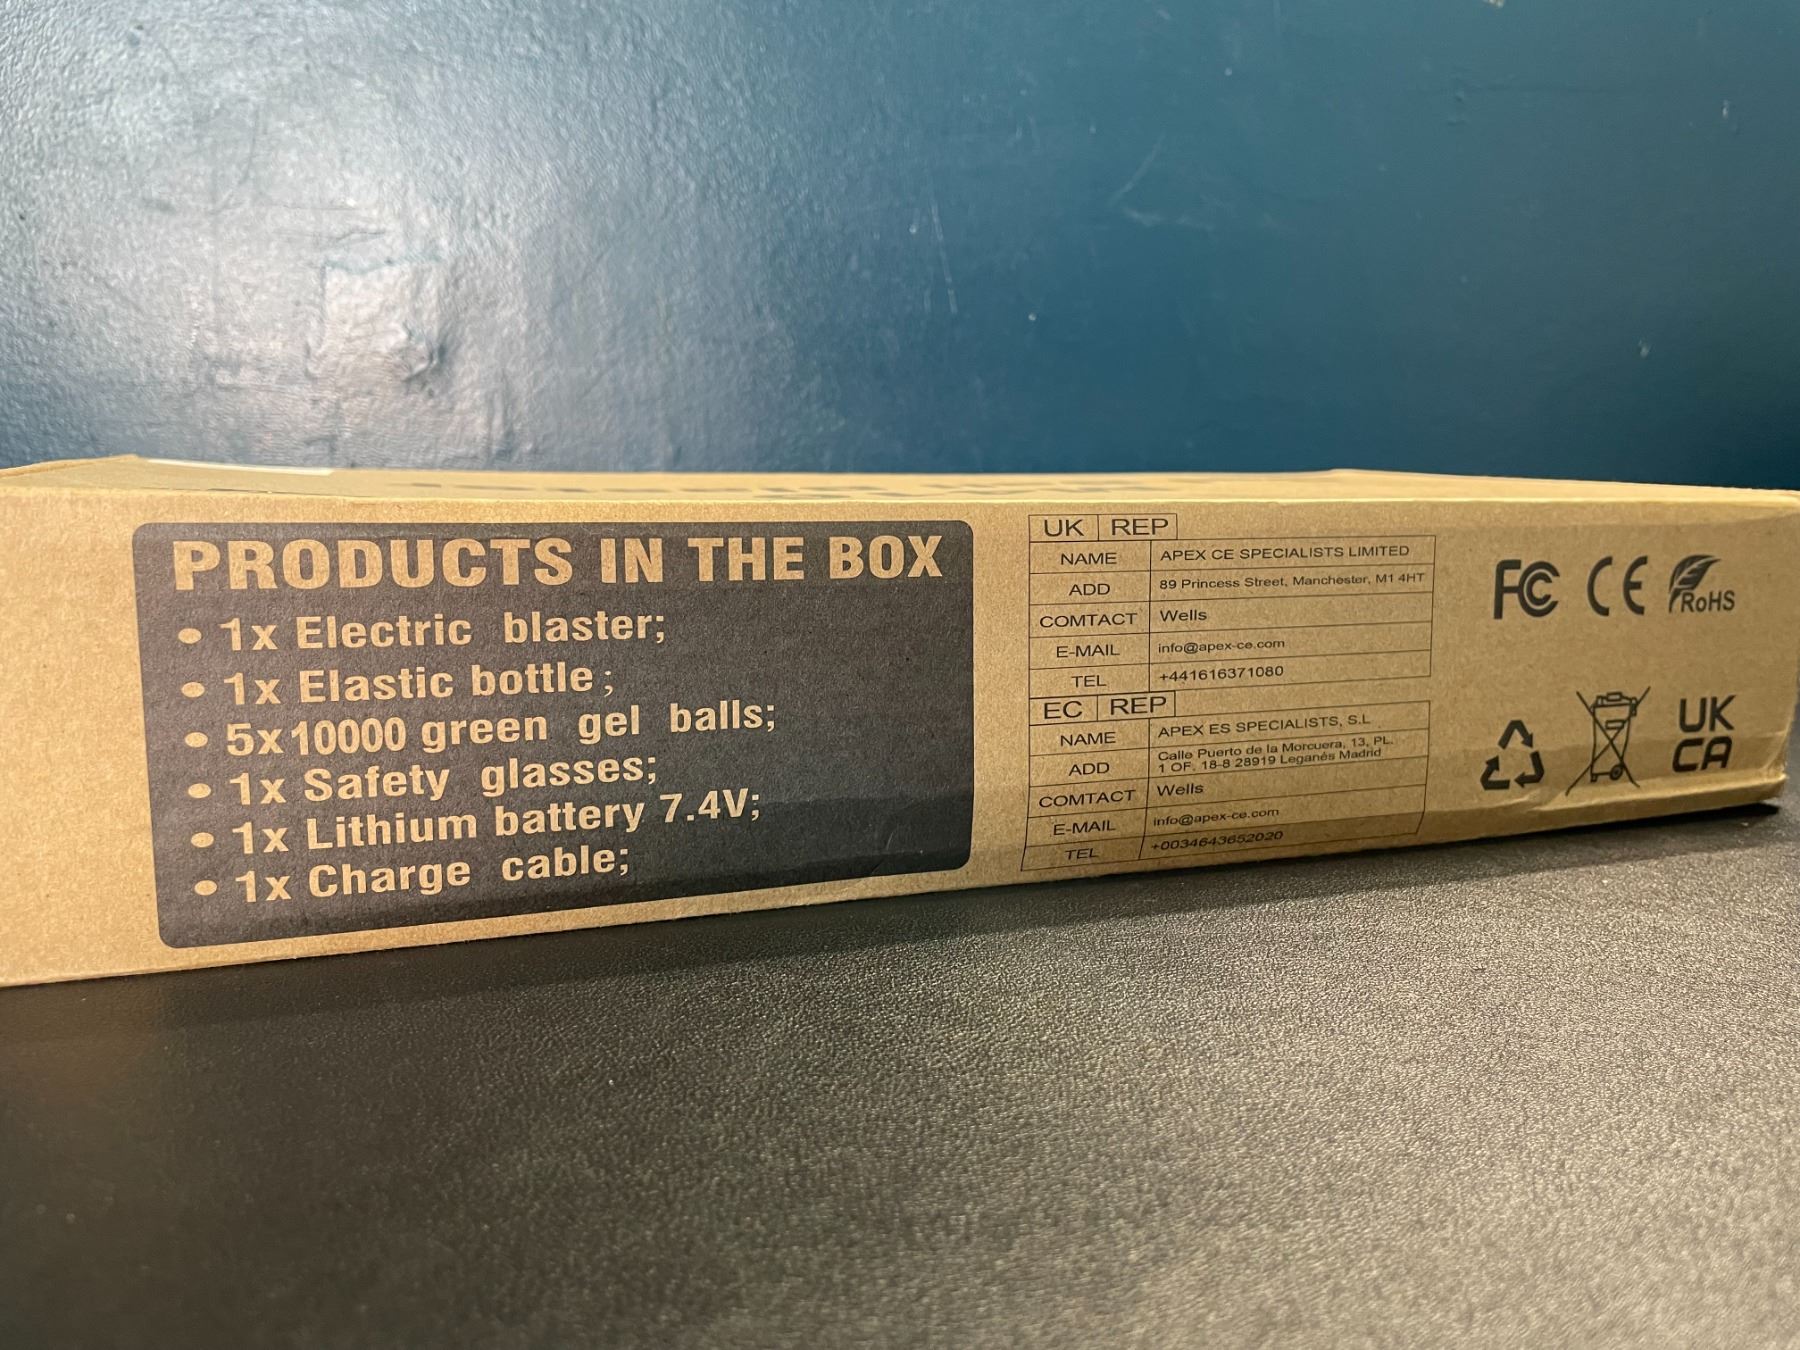 PRODUCTS IN THE BOX
• 1x Electric blaster;
• 1x Elastic bottle;
• 5x10000 green gel balls;
• 1x Safety glasses;
• 1x Lithium battery 7.4V;
• 1x Charge cable;
UK REP
NAME APEX CE SPECIALISTS LIMITED
ADD 89 Princess Street, Manchester, M1 4HT
COMTACT Wells
E-MAIL info@apex-ce.com
TEL +441616371080
EC REP
NAME APEX ES SPECIALISTS, S.L
ADD Calle Puerto de la Morcuera, 13, PL.
1 OF. 18-8 28919 Leganés Madrid
COMTACT Wells
E-MAIL info@apex-ce.com
TEL +0034643652020
FC CE RoHS
UK
CA